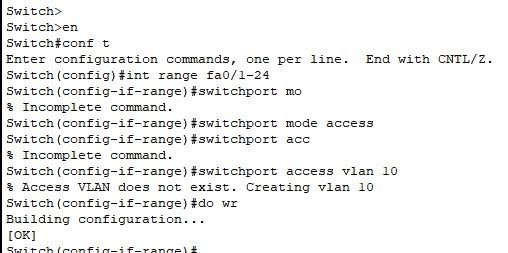 Switch>
Switch>en
Switch#conf t
Enter configuration commands, one per line.  End with CNTL/Z.
Switch(config)#int range fa0/1-24
Switch(config-if-range)#switchport mo
% Incomplete command.
Switch(config-if-range)#switchport mode access
Switch(config-if-range)#switchport acc
% Incomplete command.
Switch(config-if-range)#switchport access vlan 10
% Access VLAN does not exist. Creating vlan 10
Switch(config-if-range)#do wr
Building configuration...
[OK]
Switch(config-if-range)#